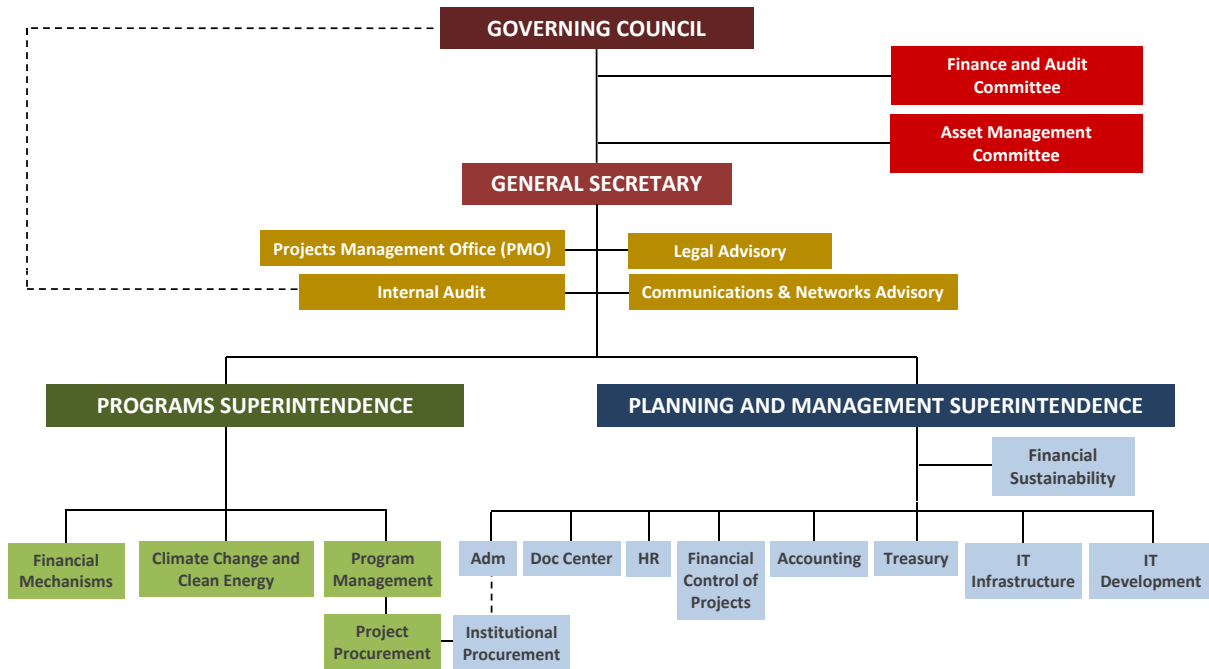 GOVERNING COUNCIL
Finance and Audit
Committee
Asset Management
Committee
GENERAL SECRETARY
Projects Management Office (PMO)
Legal Advisory
Internal Audit
Communications & Networks Advisory
PROGRAMS SUPERINTENDENCE
PLANNING AND MANAGEMENT SUPERINTENDENCE
Financial
Sustainability
Financial
Mechanisms
Climate Change and
Clean Energy
Program
Management
Adm
Doc Center
HR
Financial
Control of
Projects
Accounting
Treasury
IT
Infrastructure
IT
Development
Project
Procurement
Institutional
Procurement